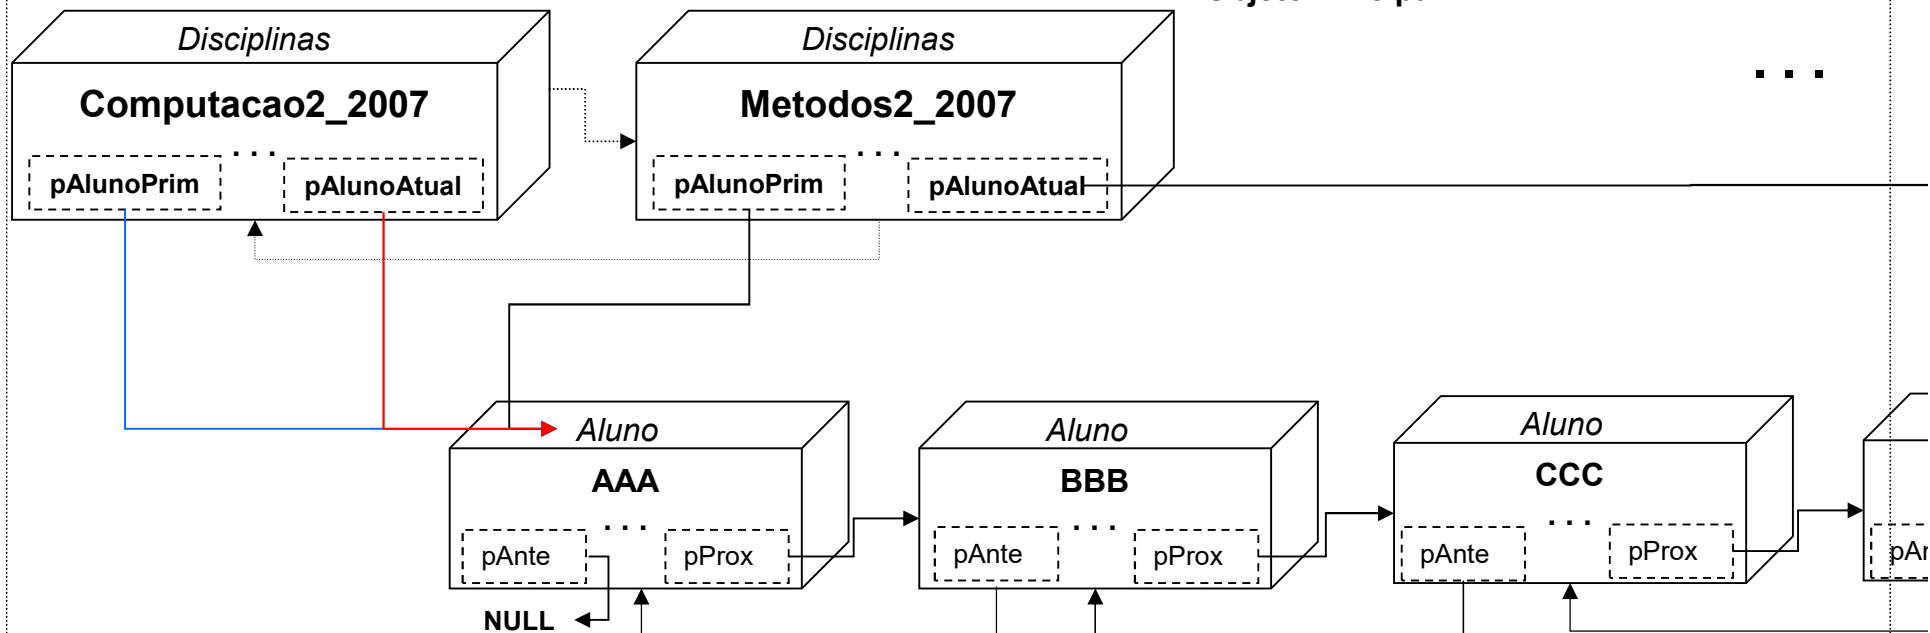 Disciplinas
Disciplinas
Computacao2_2007
Metodos2_2007
. . .
. . .
. . .
pAlunoPrim
pAlunoAtual
pAlunoPrim
pAlunoAtual
Aluno
Aluno
Aluno
AAA
BBB
CCC
. . .
. . .
. . .
pAnte
pProx
pAnte
pProx
pAnte
pProx
NULL